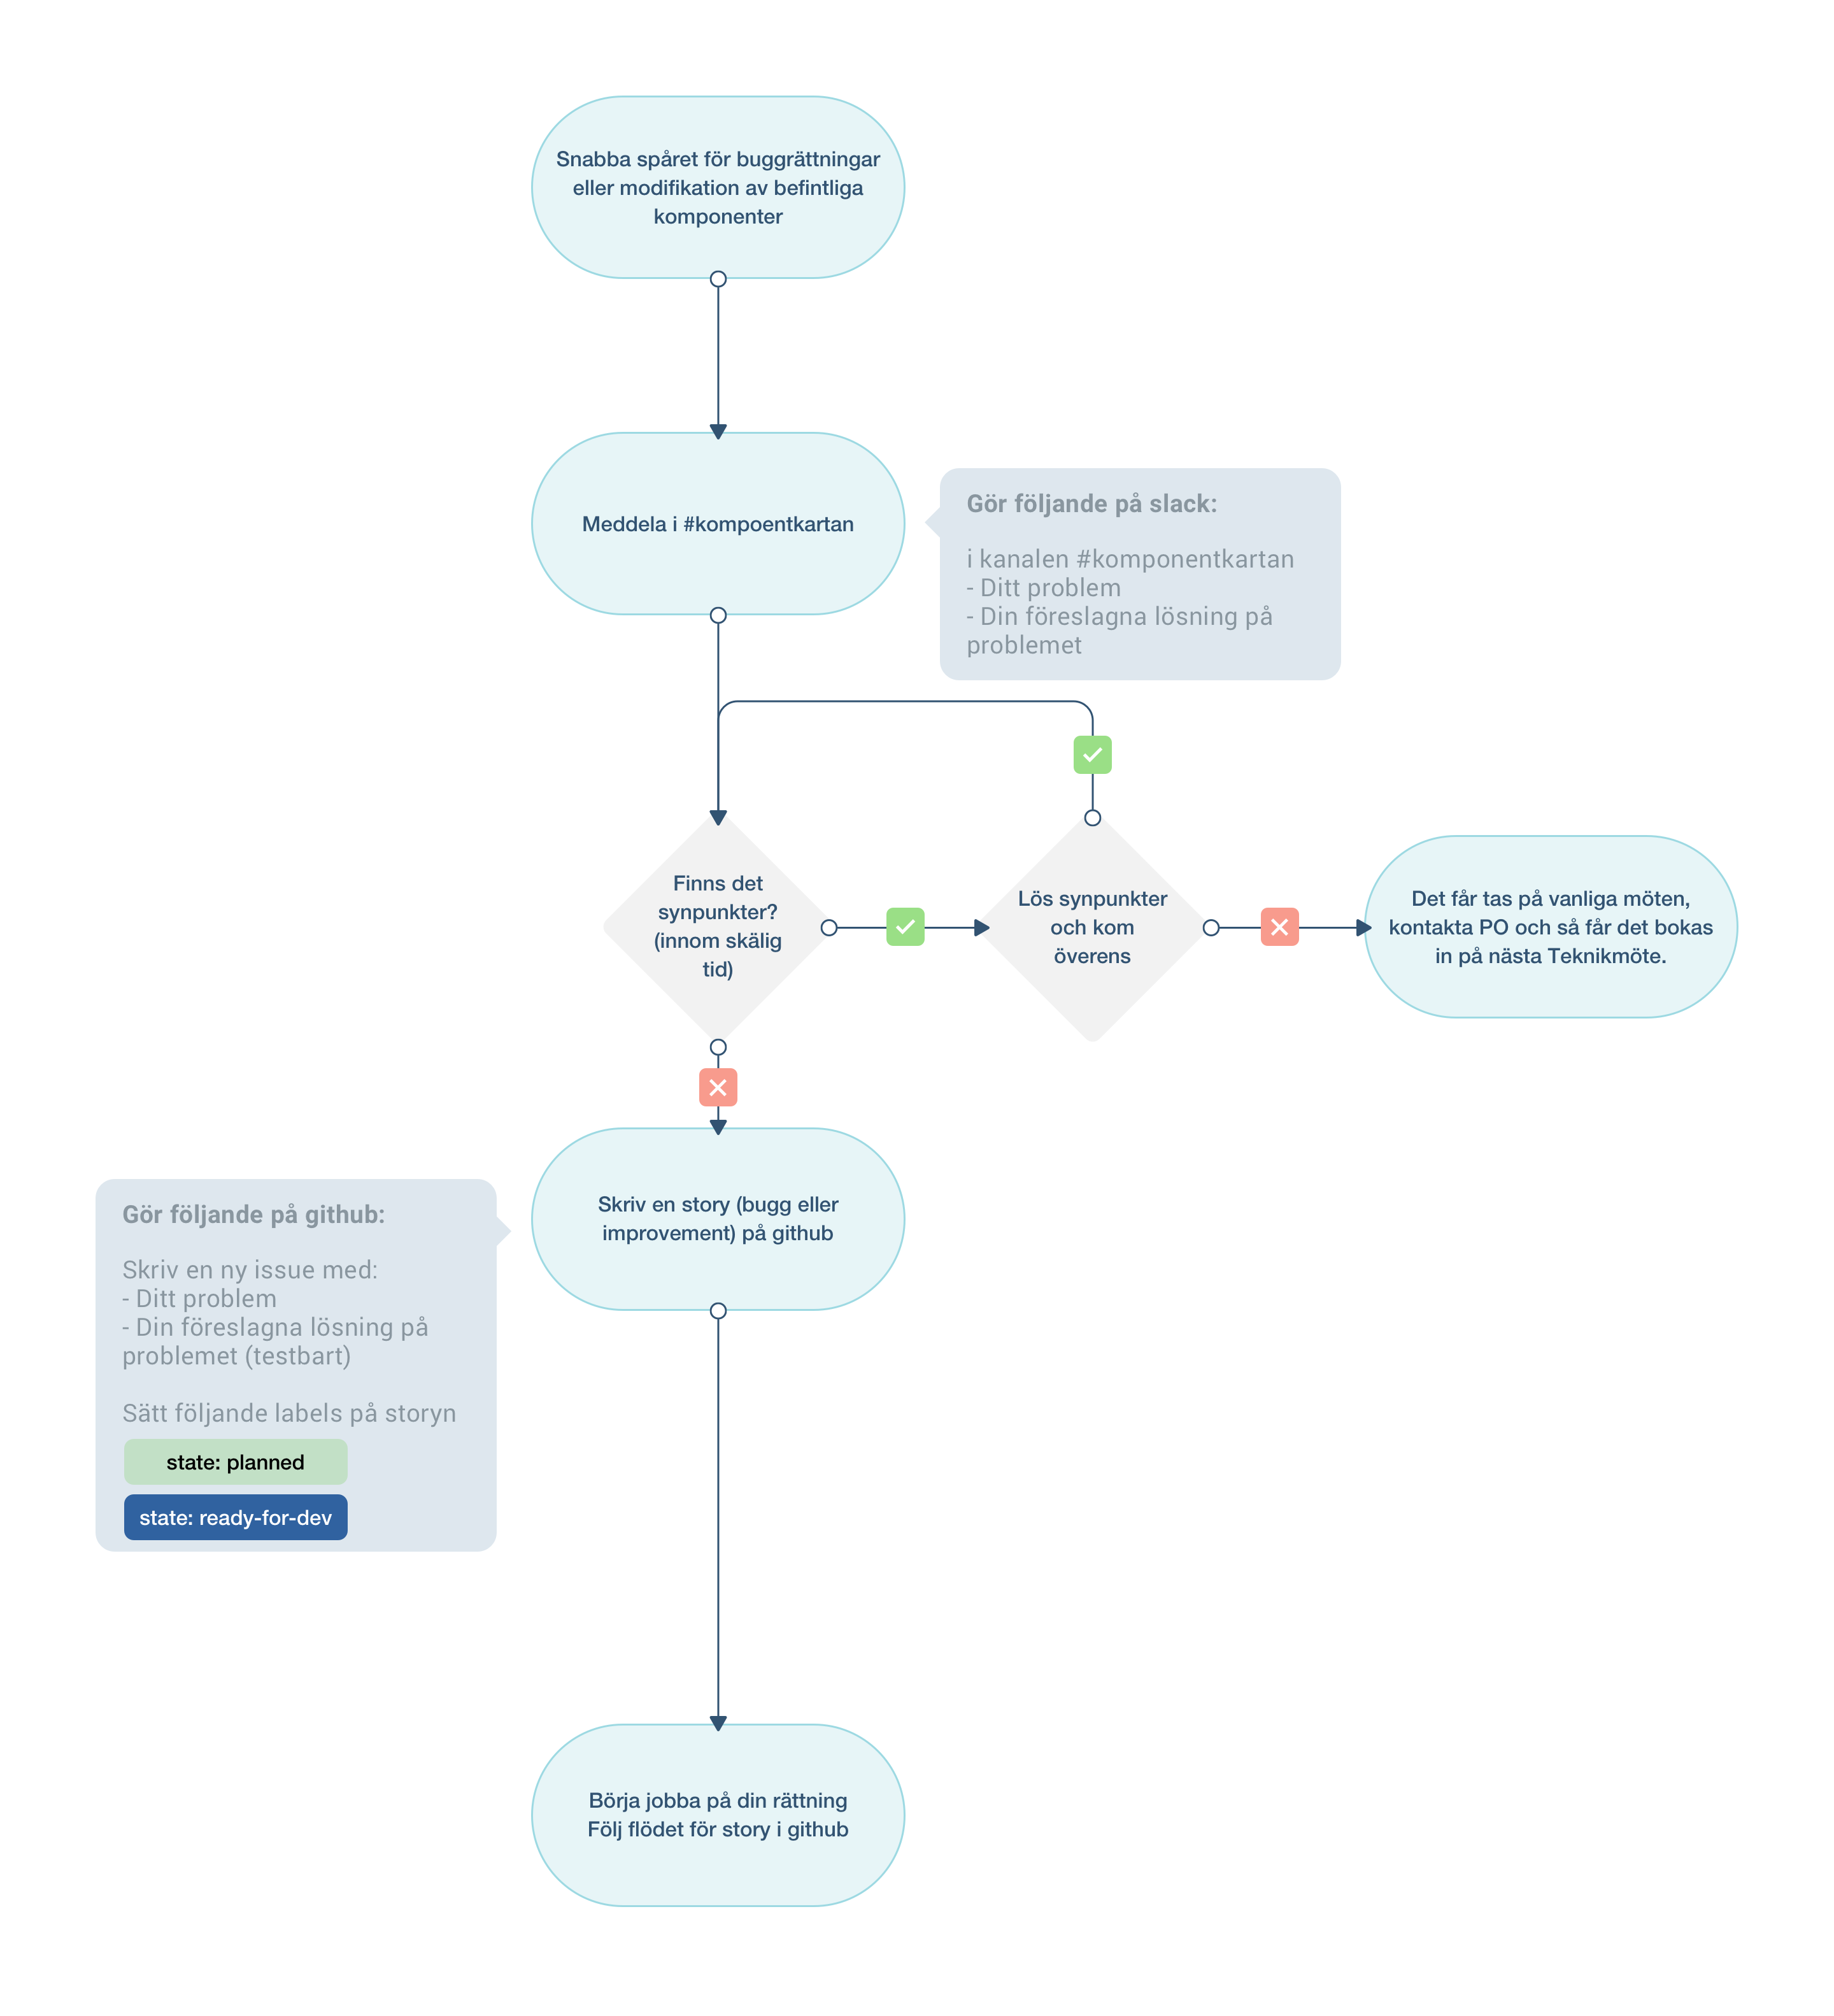 Snabba spåret för buggrättningar
eller modifikation av befintliga
komponenter
Meddela i #kompoentkartan
Gör följande på slack:
i kanalen #komponentkartan
- Ditt problem
- Din föreslagna lösning på
problemet
Finns det
synpunkter?
(innom skälig
tid)
Lös synpunkter
och kom
överens
Det får tas på vanliga möten,
kontakta PO och så får det bokas
in på nästa Teknikmöte.
Skriv en story (bugg eller
improvement) på github
Gör följande på github:
Skriv en ny issue med:
- Ditt problem
- Din föreslagna lösning på
problemet (testbart)
Sätt följande labels på storyn
state: planned
state: ready-for-dev
Börja jobba på din rättning
Följ flödet för story i github